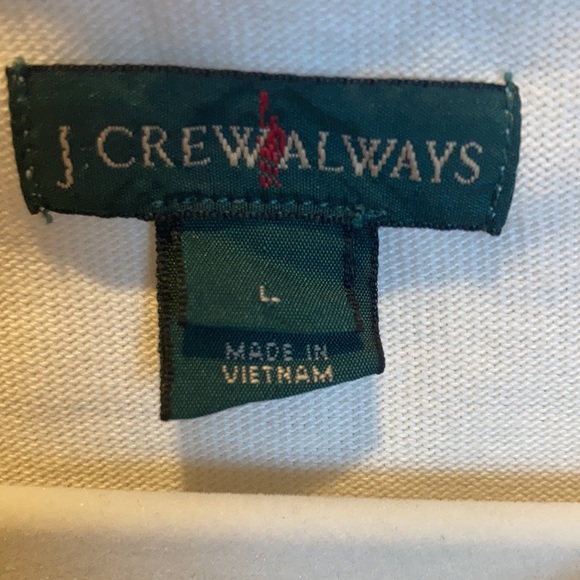 J. CREW ALWAYS
L.
MADE IN
VIETNAM